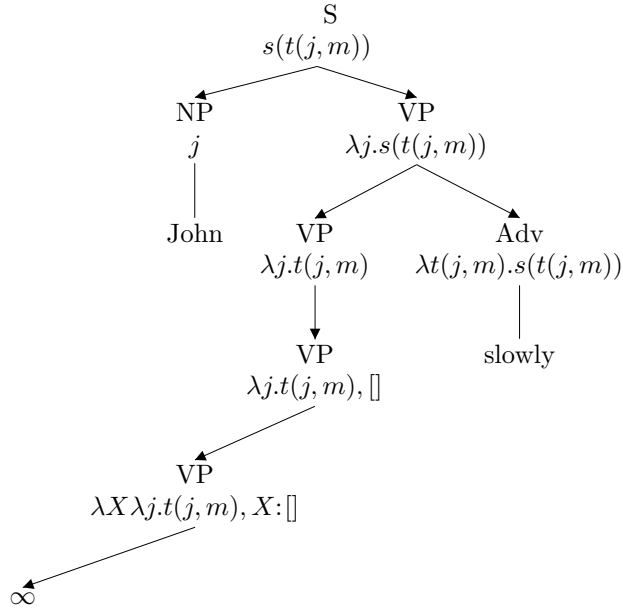 S
s(t(j, m))
NP VP
j λj.s(t(j, m))
John VP Adv
λj.t(j, m) λt(j, m).s(t(j, m))
VP slowly
λj.t(j, m), []
VP
λXλj.t(j, m), X:[]
∞